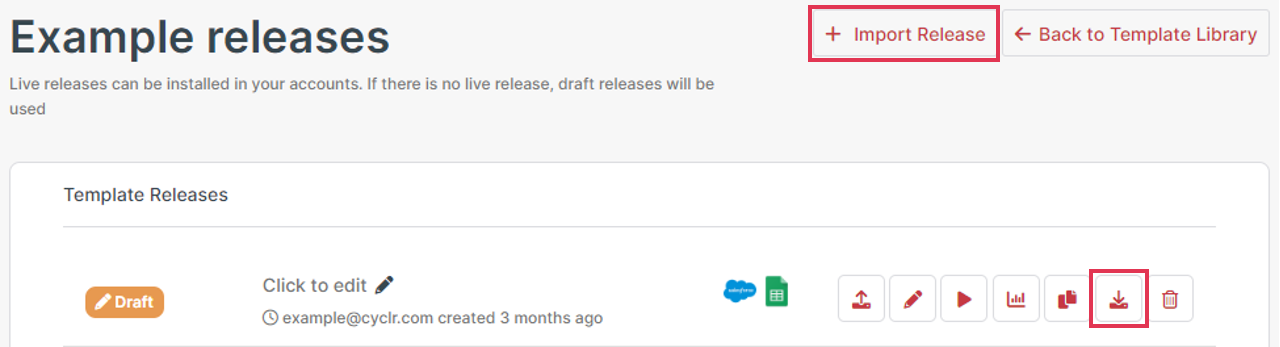 Example releases
+ Import Release
← Back to Template Library
Live releases can be installed in your accounts. If there is no live release, draft releases will be
used
Template Releases
Draft
Click to edit
example@cyclr.com created 3 months ago
salesforce